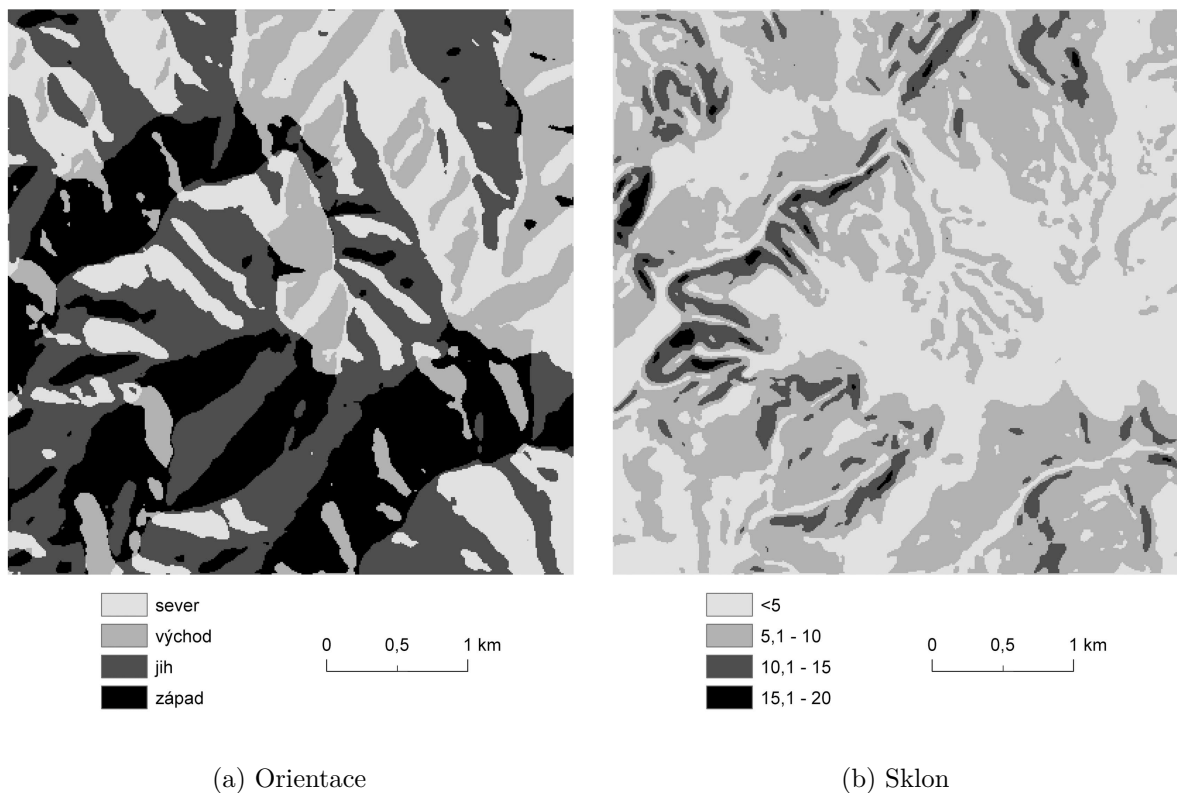 sever
východ
jih
západ
0 0,5 1 km
<5
5,1 - 10
10,1 - 15
15,1 - 20
0 0,5 1 km
(a) Orientace
(b) Sklon